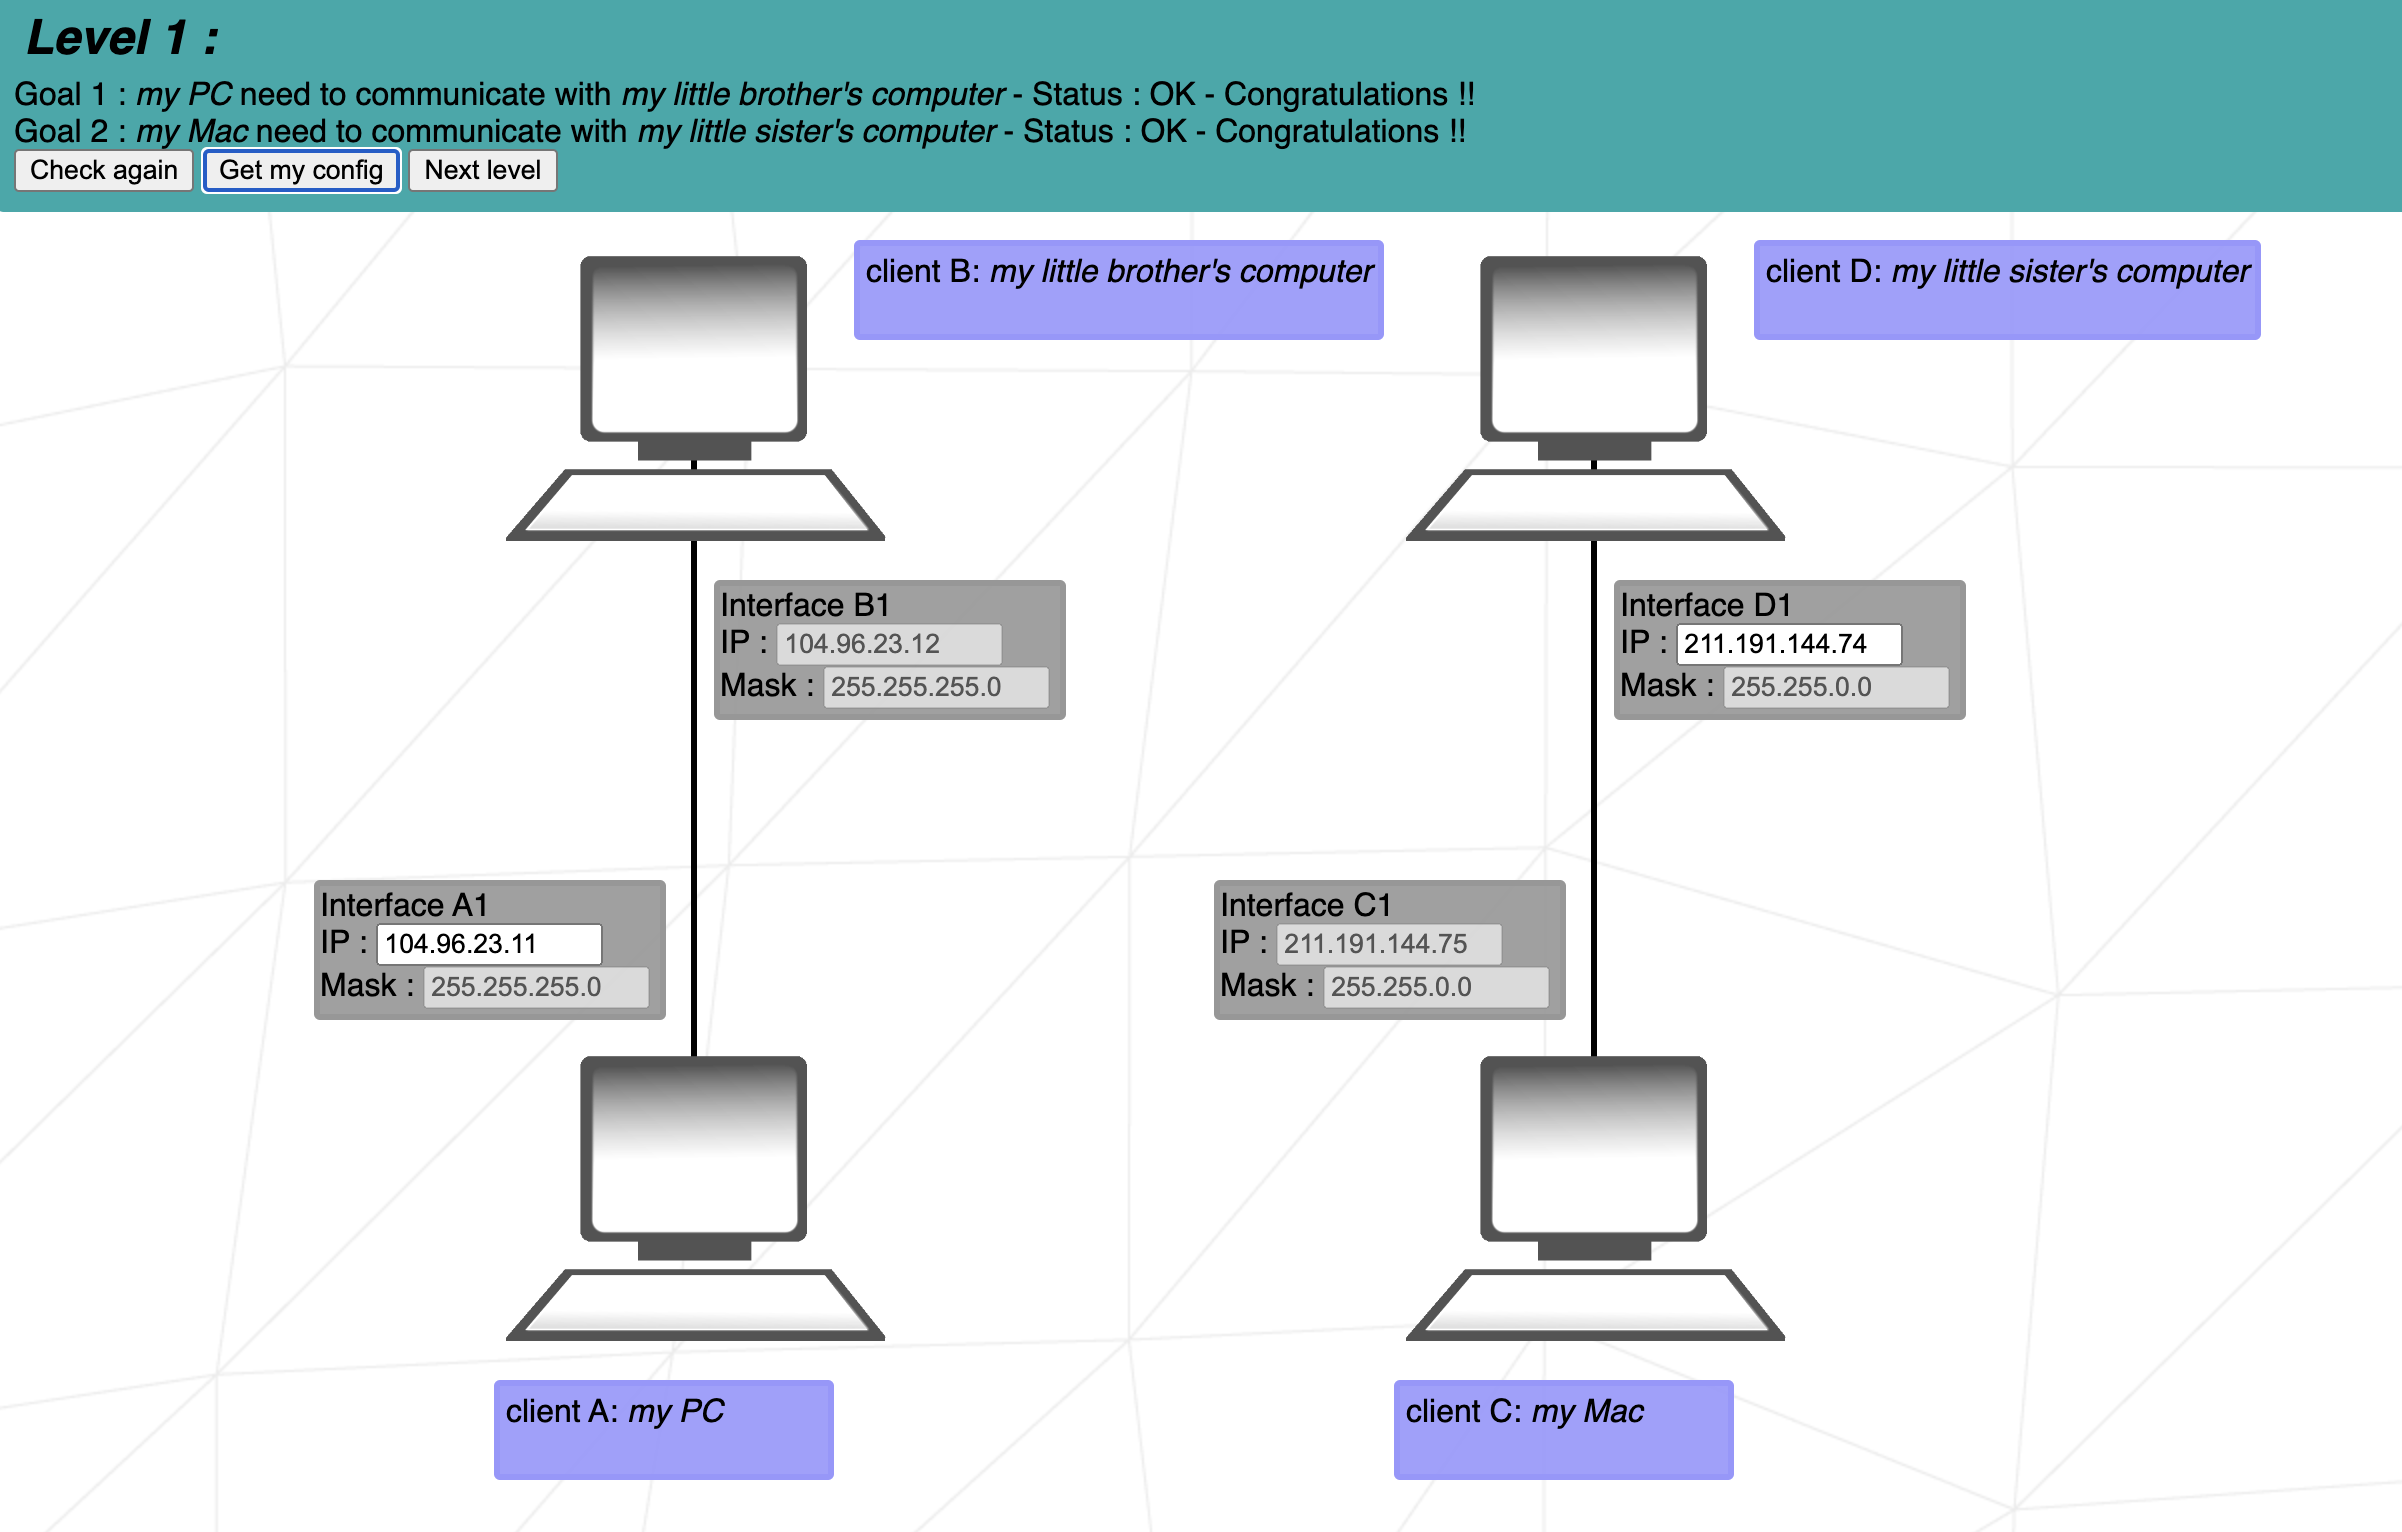 Level 1 :
Goal 1 : my PC need to communicate with my little brother's computer - Status : OK - Congratulations !!
Goal 2 : my Mac need to communicate with my little sister's computer - Status : OK - Congratulations !!
Check again Get my config Next level
client B: my little brother's computer
client D: my little sister's computer
Interface B1
IP : 104.96.23.12
Mask : 255.255.255.0
Interface D1
IP : 211.191.144.74
Mask : 255.255.0.0
Interface A1
IP : 104.96.23.11
Mask : 255.255.255.0
Interface C1
IP : 211.191.144.75
Mask : 255.255.0.0
client A: my PC
client C: my Mac